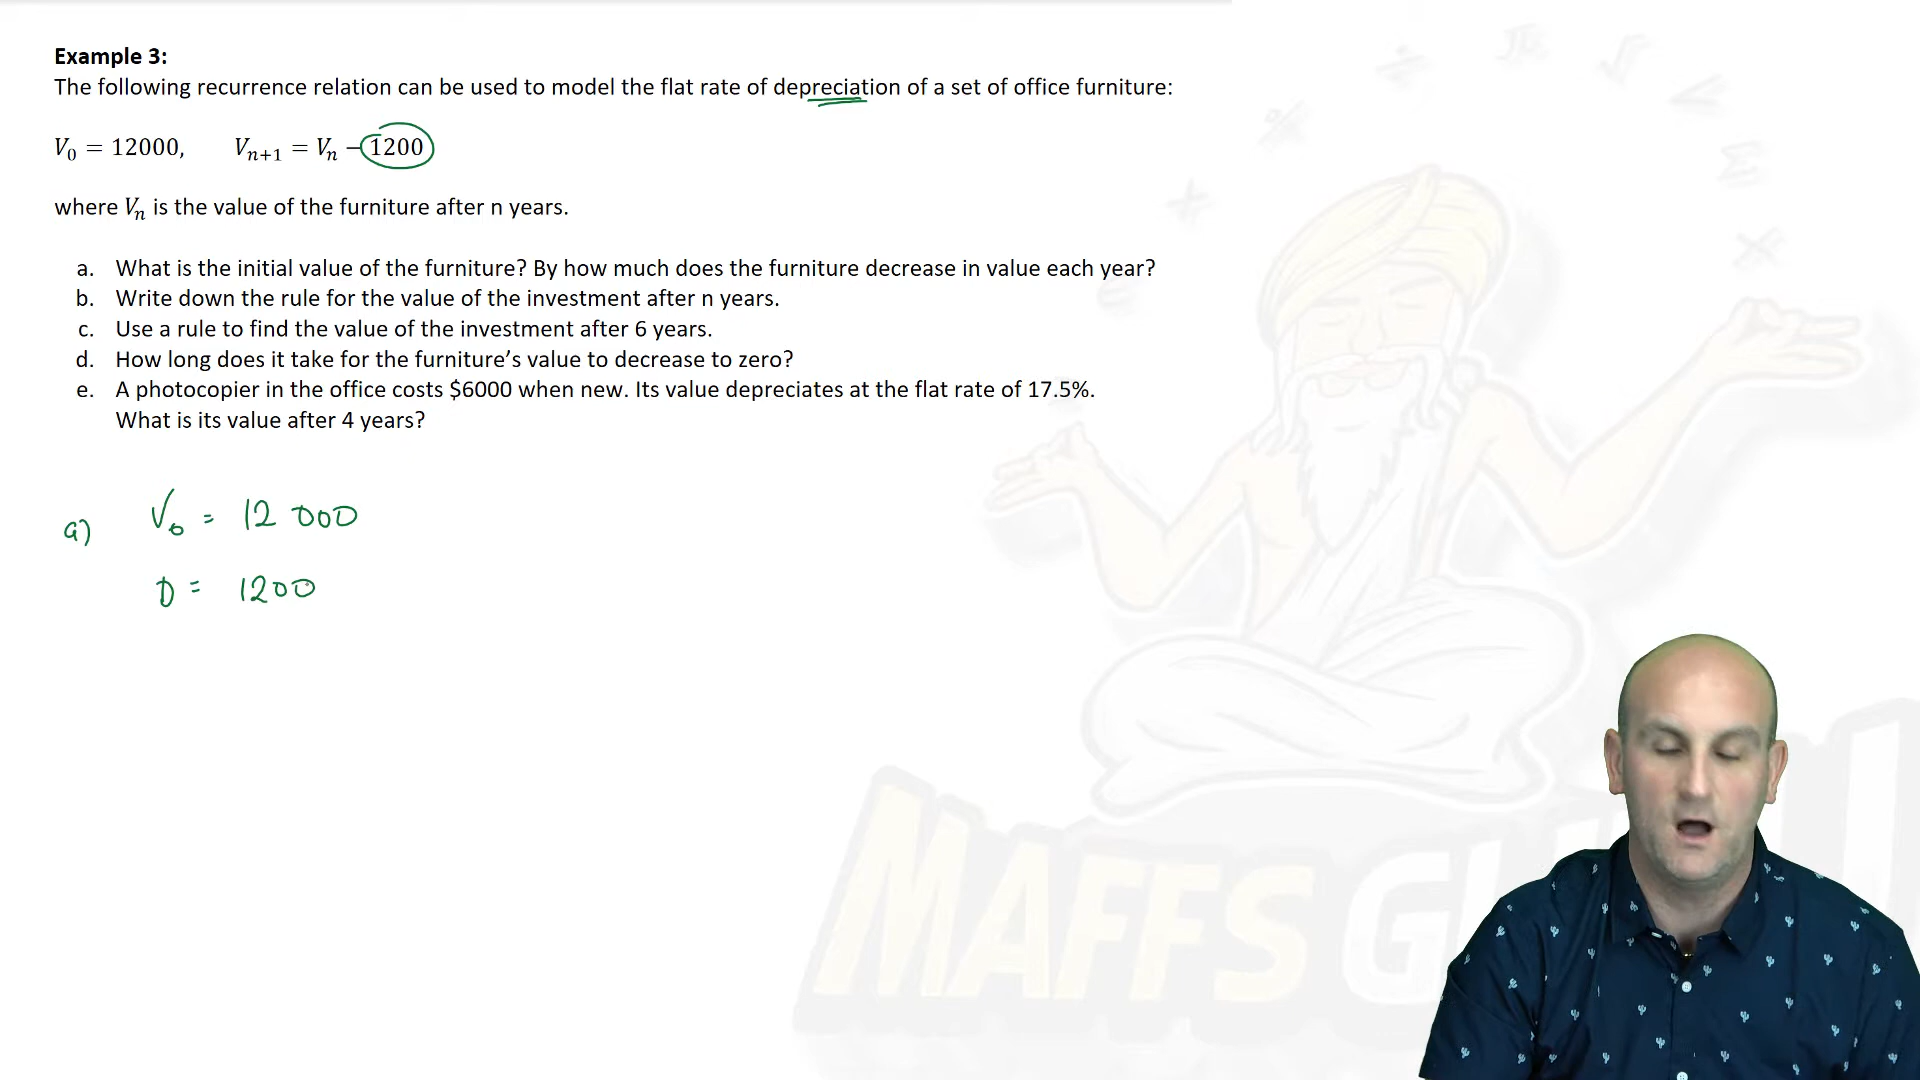 Example 3:
The following recurrence relation can be used to model the flat rate of depreciation of a set of office furniture:
V₀ = 12000, Vₙ₊₁ = Vₙ − 1200
where Vₙ is the value of the furniture after n years.
a. What is the initial value of the furniture? By how much does the furniture decrease in value each year?
b. Write down the rule for the value of the investment after n years.
c. Use a rule to find the value of the investment after 6 years.
d. How long does it take for the furniture’s value to decrease to zero?
e. A photocopier in the office costs $6000 when new. Its value depreciates at the flat rate of 17.5%.
What is its value after 4 years?
a) V₀ = 12 000
D = 1200
MAFFS G